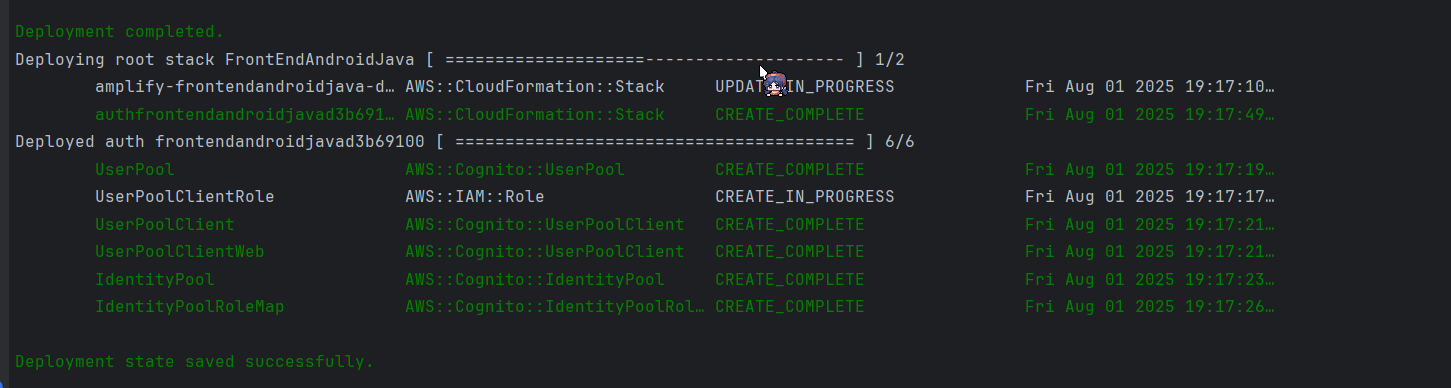 Deployment completed.
Deploying root stack FrontEndAndroidJava [ ====================-------------------- ] 1/2
amplify-frontendandroidjava-d… AWS::CloudFormation::Stack UPDAT IN_PROGRESS Fri Aug 01 2025 19:17:10…
authfrontendandroidjavad3b691… AWS::CloudFormation::Stack CREATE_COMPLETE Fri Aug 01 2025 19:17:49…
Deployed auth frontendandroidjavad3b69100 [ ======================================== ] 6/6
UserPool AWS::Cognito::UserPool CREATE_COMPLETE Fri Aug 01 2025 19:17:19…
UserPoolClientRole AWS::IAM::Role CREATE_IN_PROGRESS Fri Aug 01 2025 19:17:17…
UserPoolClient AWS::Cognito::UserPoolClient CREATE_COMPLETE Fri Aug 01 2025 19:17:21…
UserPoolClientWeb AWS::Cognito::UserPoolClient CREATE_COMPLETE Fri Aug 01 2025 19:17:21…
IdentityPool AWS::Cognito::IdentityPool CREATE_COMPLETE Fri Aug 01 2025 19:17:23…
IdentityPoolRoleMap AWS::Cognito::IdentityPoolRol… CREATE_COMPLETE Fri Aug 01 2025 19:17:26…
Deployment state saved successfully.